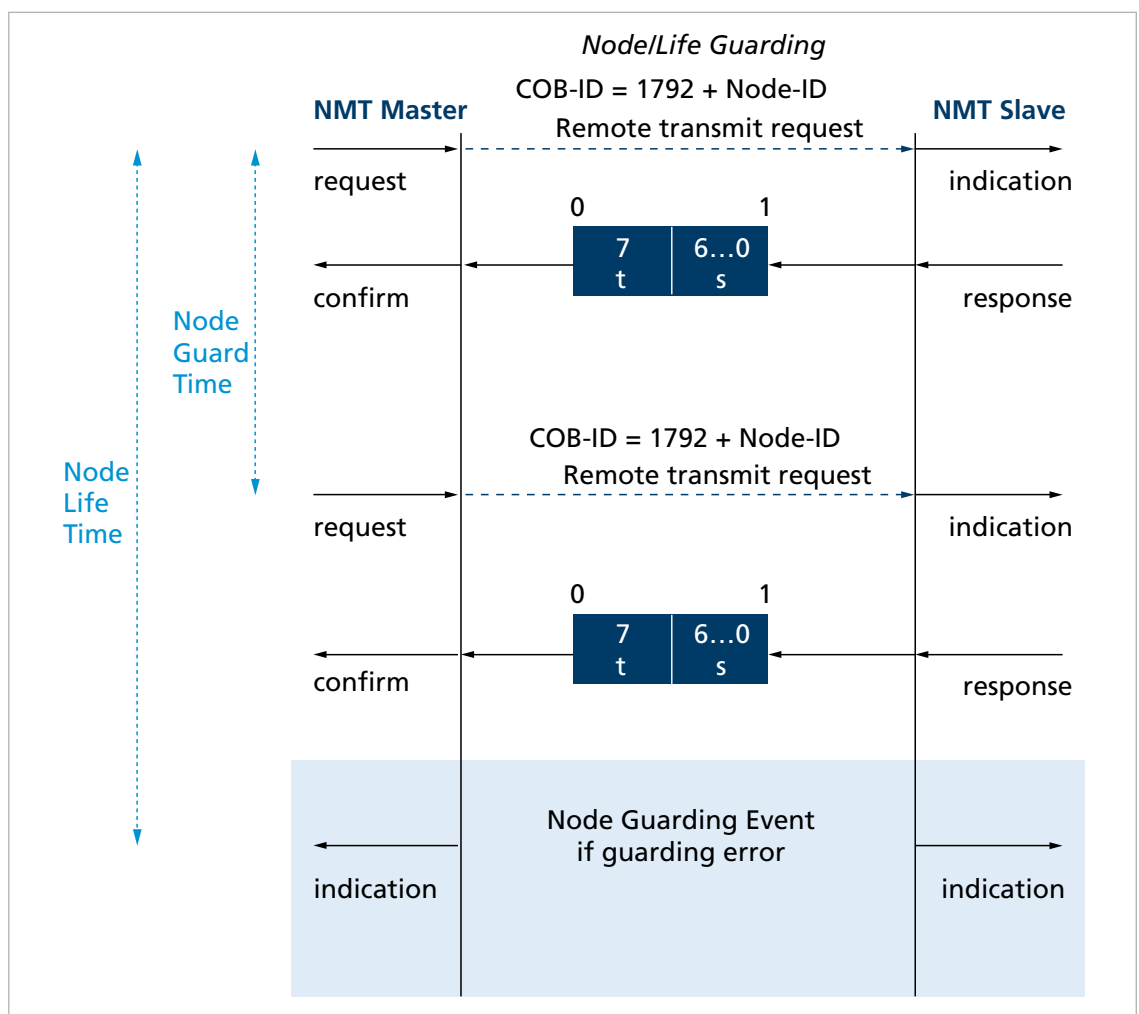 Node/Life Guarding
COB-ID = 1792 + Node-ID
NMT Master
Remote transmit request
NMT Slave
request
indication
0 1
7 6…0
t s
confirm
response
Node
Guard
Time
COB-ID = 1792 + Node-ID
Remote transmit request
Node
Life
Time
request
indication
0 1
7 6…0
t s
confirm
response
Node Guarding Event
if guarding error
indication
indication